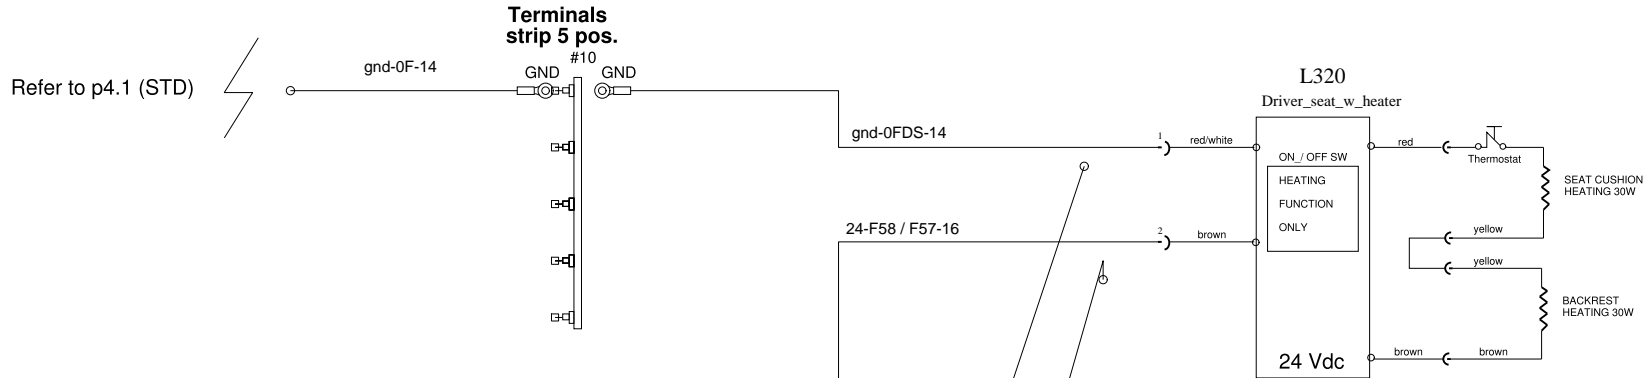 Terminals
strip 5 pos.
#10
gnd-0F-14
GND
GND
Refer to p4.1 (STD)
L320
Driver_seat_w_heater
gnd-0FDS-14
1
red/white
red
Thermostat
ON_/ OFF SW
HEATING
FUNCTION
ONLY
SEAT CUSHION
HEATING 30W
24-F58 / F57-16
2
brown
yellow
yellow
BACKREST
HEATING 30W
24 Vdc
brown
brown